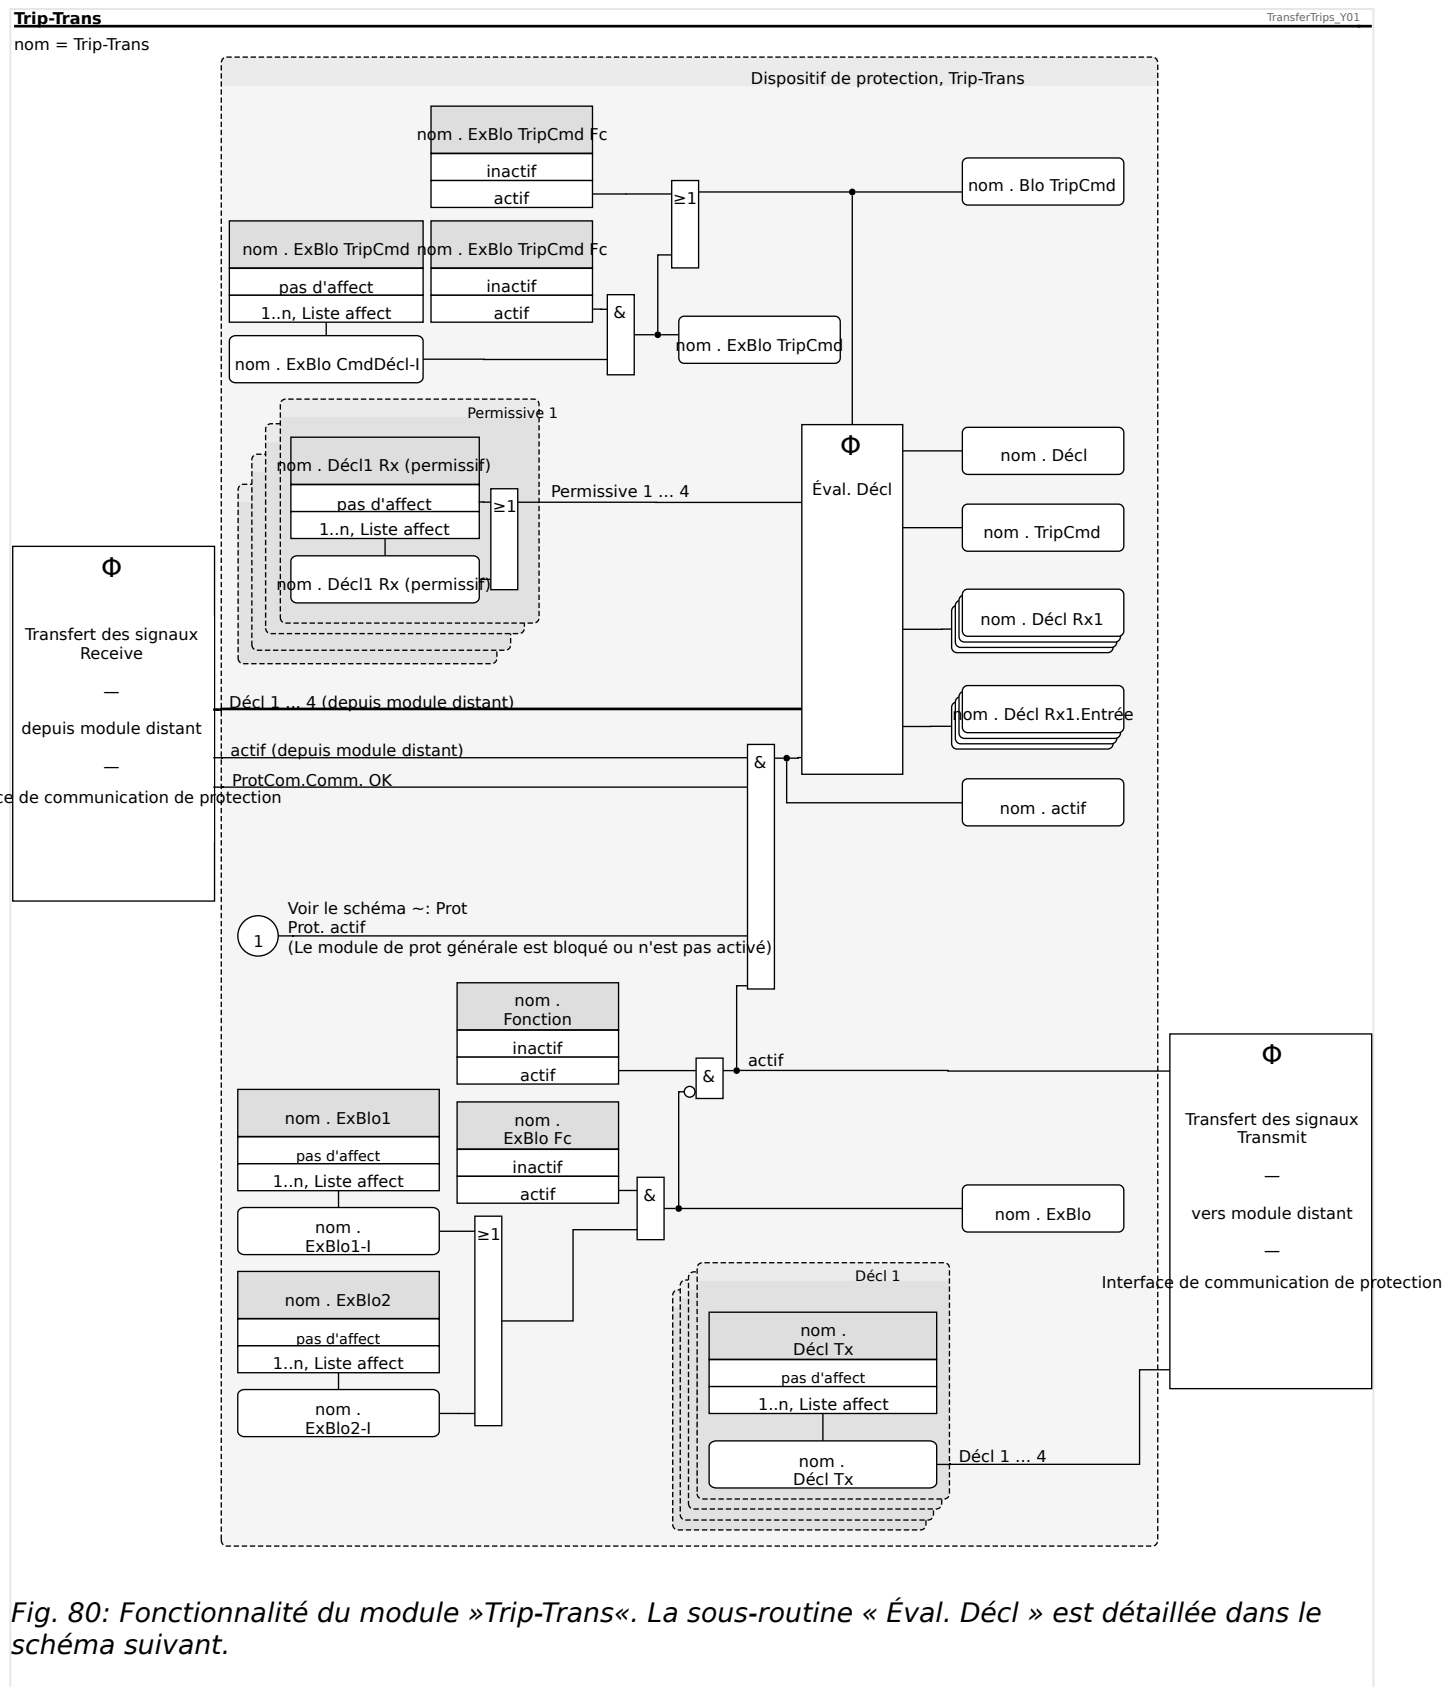 Trip-Trans
TransferTrips_Y01
nom = Trip-Trans
Dispositif de protection, Trip-Trans
nom . ExBlo TripCmd Fc
inactif
actif
≥1
nom . Blo TripCmd
nom . ExBlo TripCmd
pas d'affect
1..n, Liste affect
nom . ExBlo TripCmd Fc
inactif
actif
&
nom . ExBlo CmdDécl-I
nom . ExBlo TripCmd
Permissive 1
nom . Décl1 Rx (permissif)
pas d'affect
1..n, Liste affect
nom . Décl1 Rx (permissif)
≥1
Permissive 1 ... 4
Φ
Éval. Décl
nom . Décl
nom . TripCmd
nom . Décl Rx1
nom . Décl Rx1.Entrée
nom . actif
Φ
Transfert des signaux
Receive
—
depuis module distant
—
ce de communication de protection
Décl 1 ... 4 (depuis module distant)
actif (depuis module distant)
ProtCom.Comm. OK
&
1
Voir le schéma ~: Prot
Prot. actif
(Le module de prot générale est bloqué ou n'est pas activé)
nom .
Fonction
inactif
actif
&
actif
nom . ExBlo1
pas d'affect
1..n, Liste affect
nom .
ExBlo1-I
nom .
ExBlo Fc
inactif
actif
&
≥1
nom . ExBlo
nom . ExBlo2
pas d'affect
1..n, Liste affect
nom .
ExBlo2-I
Décl 1
nom .
Décl Tx
pas d'affect
1..n, Liste affect
nom .
Décl Tx
Décl 1 ... 4
Φ
Transfert des signaux
Transmit
—
vers module distant
—
Interface de communication de protection
Fig. 80: Fonctionnalité du module »Trip-Trans«. La sous-routine « Éval. Décl » est détaillée dans le
schéma suivant.